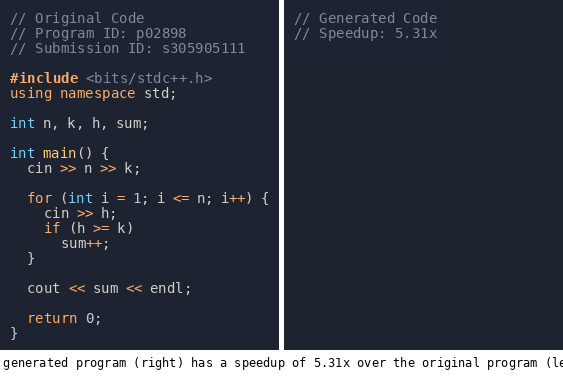 // Original Code
// Program ID: p02898
// Submission ID: s305905111
#include <bits/stdc++.h>
using namespace std;
int n, k, h, sum;
int main() {
  cin >> n >> k;
  for (int i = 1; i <= n; i++) {
    cin >> h;
    if (h >= k)
      sum++;
  }
  cout << sum << endl;
  return 0;
}
// Generated Code
// Speedup: 5.31x
generated program (right) has a speedup of 5.31x over the original program (le